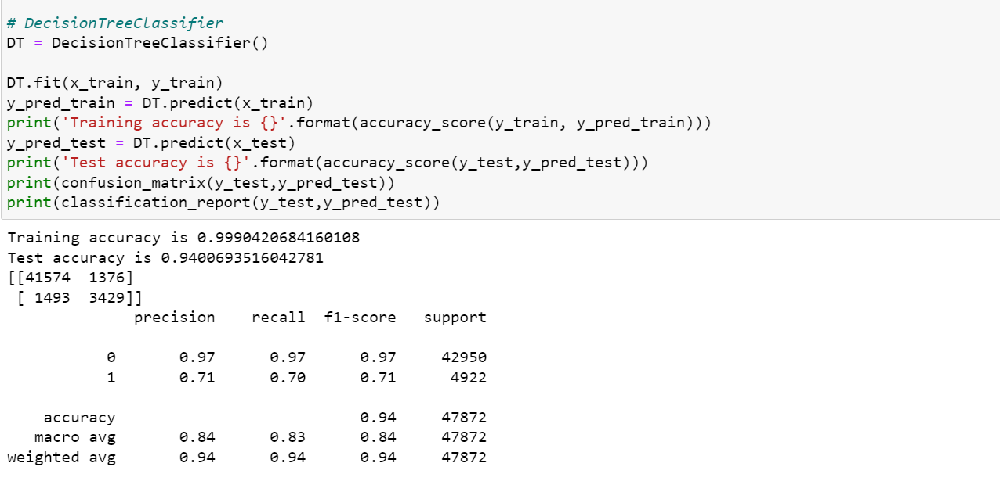 # DecisionTreeClassifier
DT = DecisionTreeClassifier()
DT.fit(x_train, y_train)
y_pred_train = DT.predict(x_train)
print('Training accuracy is {}'.format(accuracy_score(y_train, y_pred_train)))
y_pred_test = DT.predict(x_test)
print('Test accuracy is {}'.format(accuracy_score(y_test,y_pred_test)))
print(confusion_matrix(y_test,y_pred_test))
print(classification_report(y_test,y_pred_test))
Training accuracy is 0.9990420684160108
Test accuracy is 0.9400693516042781
[[41574  1376]
 [ 1493  3429]]
              precision    recall  f1-score   support
           0       0.97      0.97      0.97     42950
           1       0.71      0.70      0.71      4922
    accuracy                           0.94     47872
   macro avg       0.84      0.83      0.84     47872
weighted avg       0.94      0.94      0.94     47872